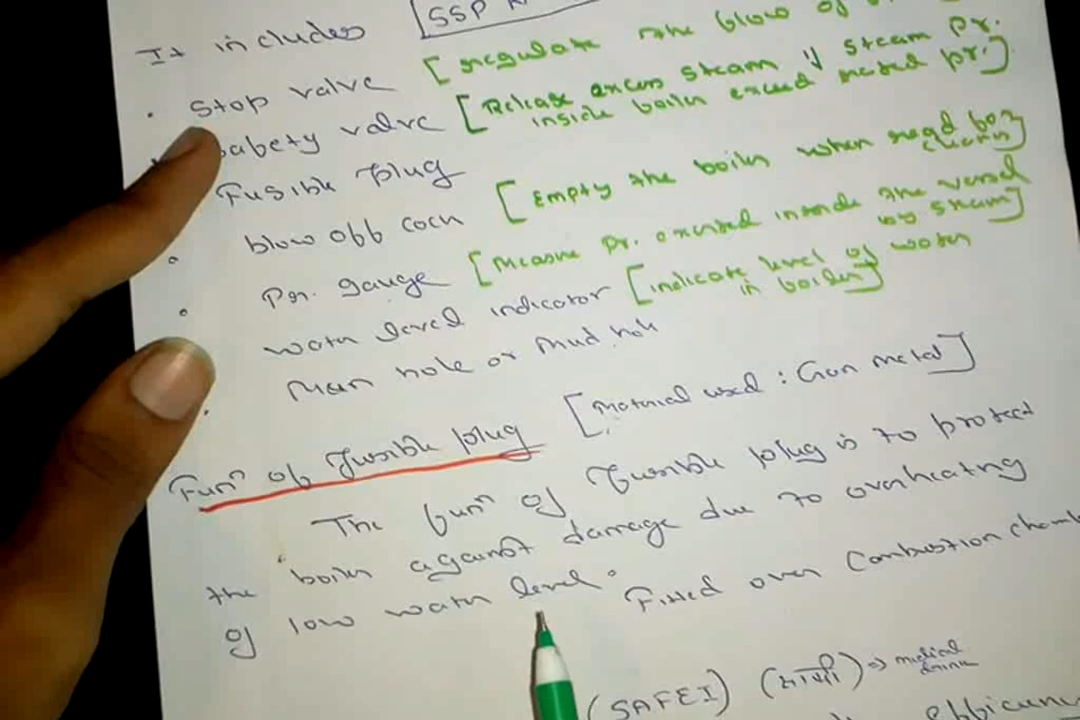 It includes SSP
• Stop valve [regulate the flow of
Safety valve [Release excess steam if steam pr. inside boiler exceed rated pr.]
Fusible plug
• blow off cock [Empty the boiler when reqd for cleaning]
• Pr. gauge [Measure Pr. exerted inside the vessel by steam]
water level indicator [indicate level of water in boiler]
• Man hole or Mud hole
Funⁿ of Fusible plug [Material used : Gun metal]
The funⁿ of Fusible plug is to protect
the boiler against damage due to overheating
of low water level. Fitted over Combustion chamb
(SAFEI) ⇒ medical